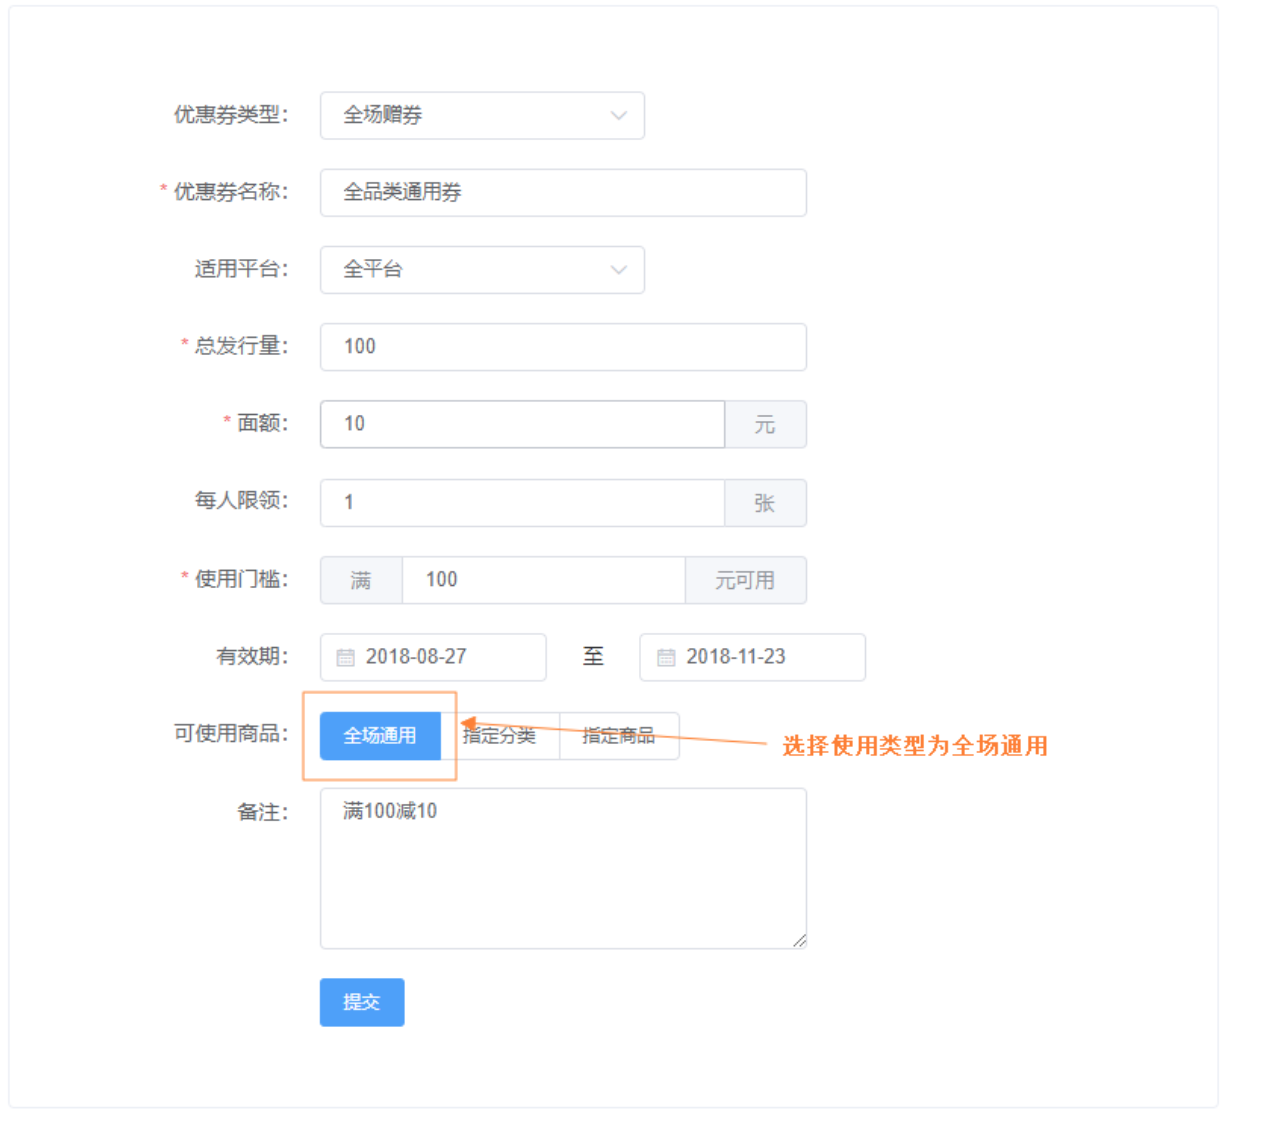 优惠券类型： 全场赠券
* 优惠券名称： 全品类通用券
适用平台： 全平台
* 总发行量： 100
* 面额： 10 元
每人限领： 1 张
* 使用门槛： 满 100 元可用
有效期： 2018-08-27 至 2018-11-23
可使用商品： 全场通用 指定分类 指定商品 选择使用类型为全场通用
备注： 满100减10
提交